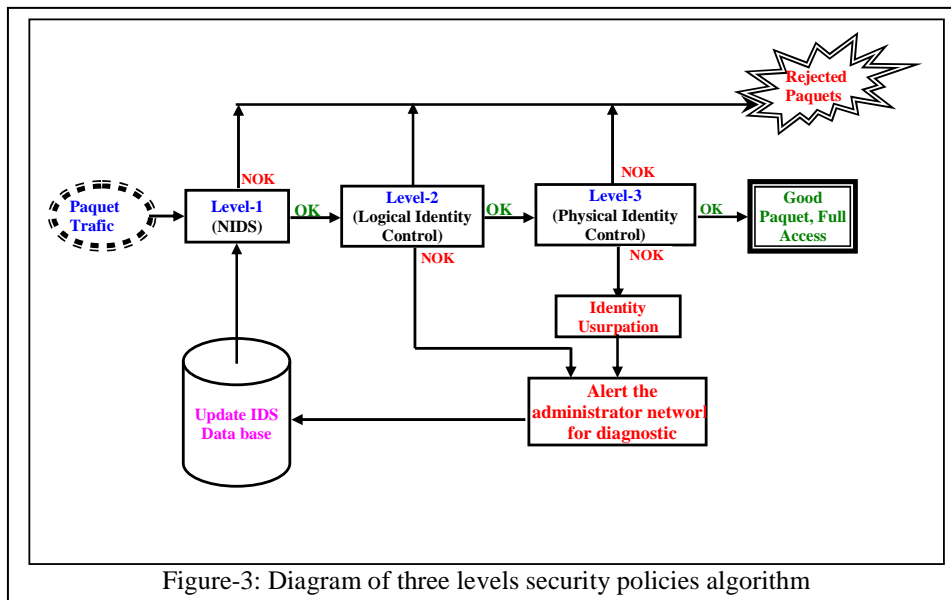 Rejected
Paquets
NOK
NOK
Paquet
Trafic
Level-1
(NIDS)
OK
Level-2
(Logical Identity
Control)
OK
Level-3
(Physical Identity
Control)
OK
Good
Paquet, Full
Access
NOK
NOK
Identity
Usurpation
Update IDS
Data base
Alert the
administrator network
for diagnostic
Figure-3: Diagram of three levels security policies algorithm